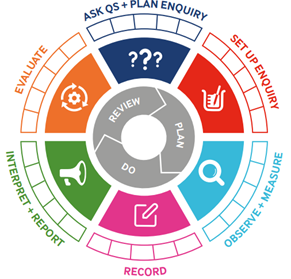 ASK QS + PLAN ENQUIRY
SET UP ENQUIRY
OBSERVE + MEASURE
RECORD
INTERPRET + REPORT
EVALUATE
???
REVIEW
PLAN
DO